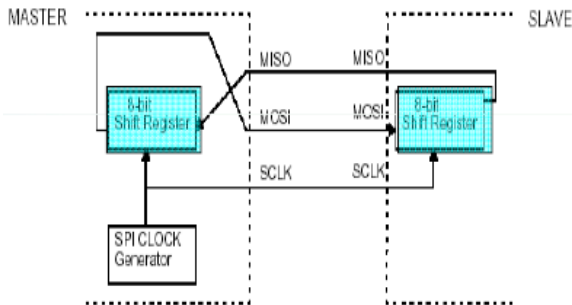 MASTER
SLAVE
MISO
MISO
8-bit
Shift Register
MOSI
MOSI
8-bit
Shift Register
SCLK
SCLK
SPI CLOCK
Generator